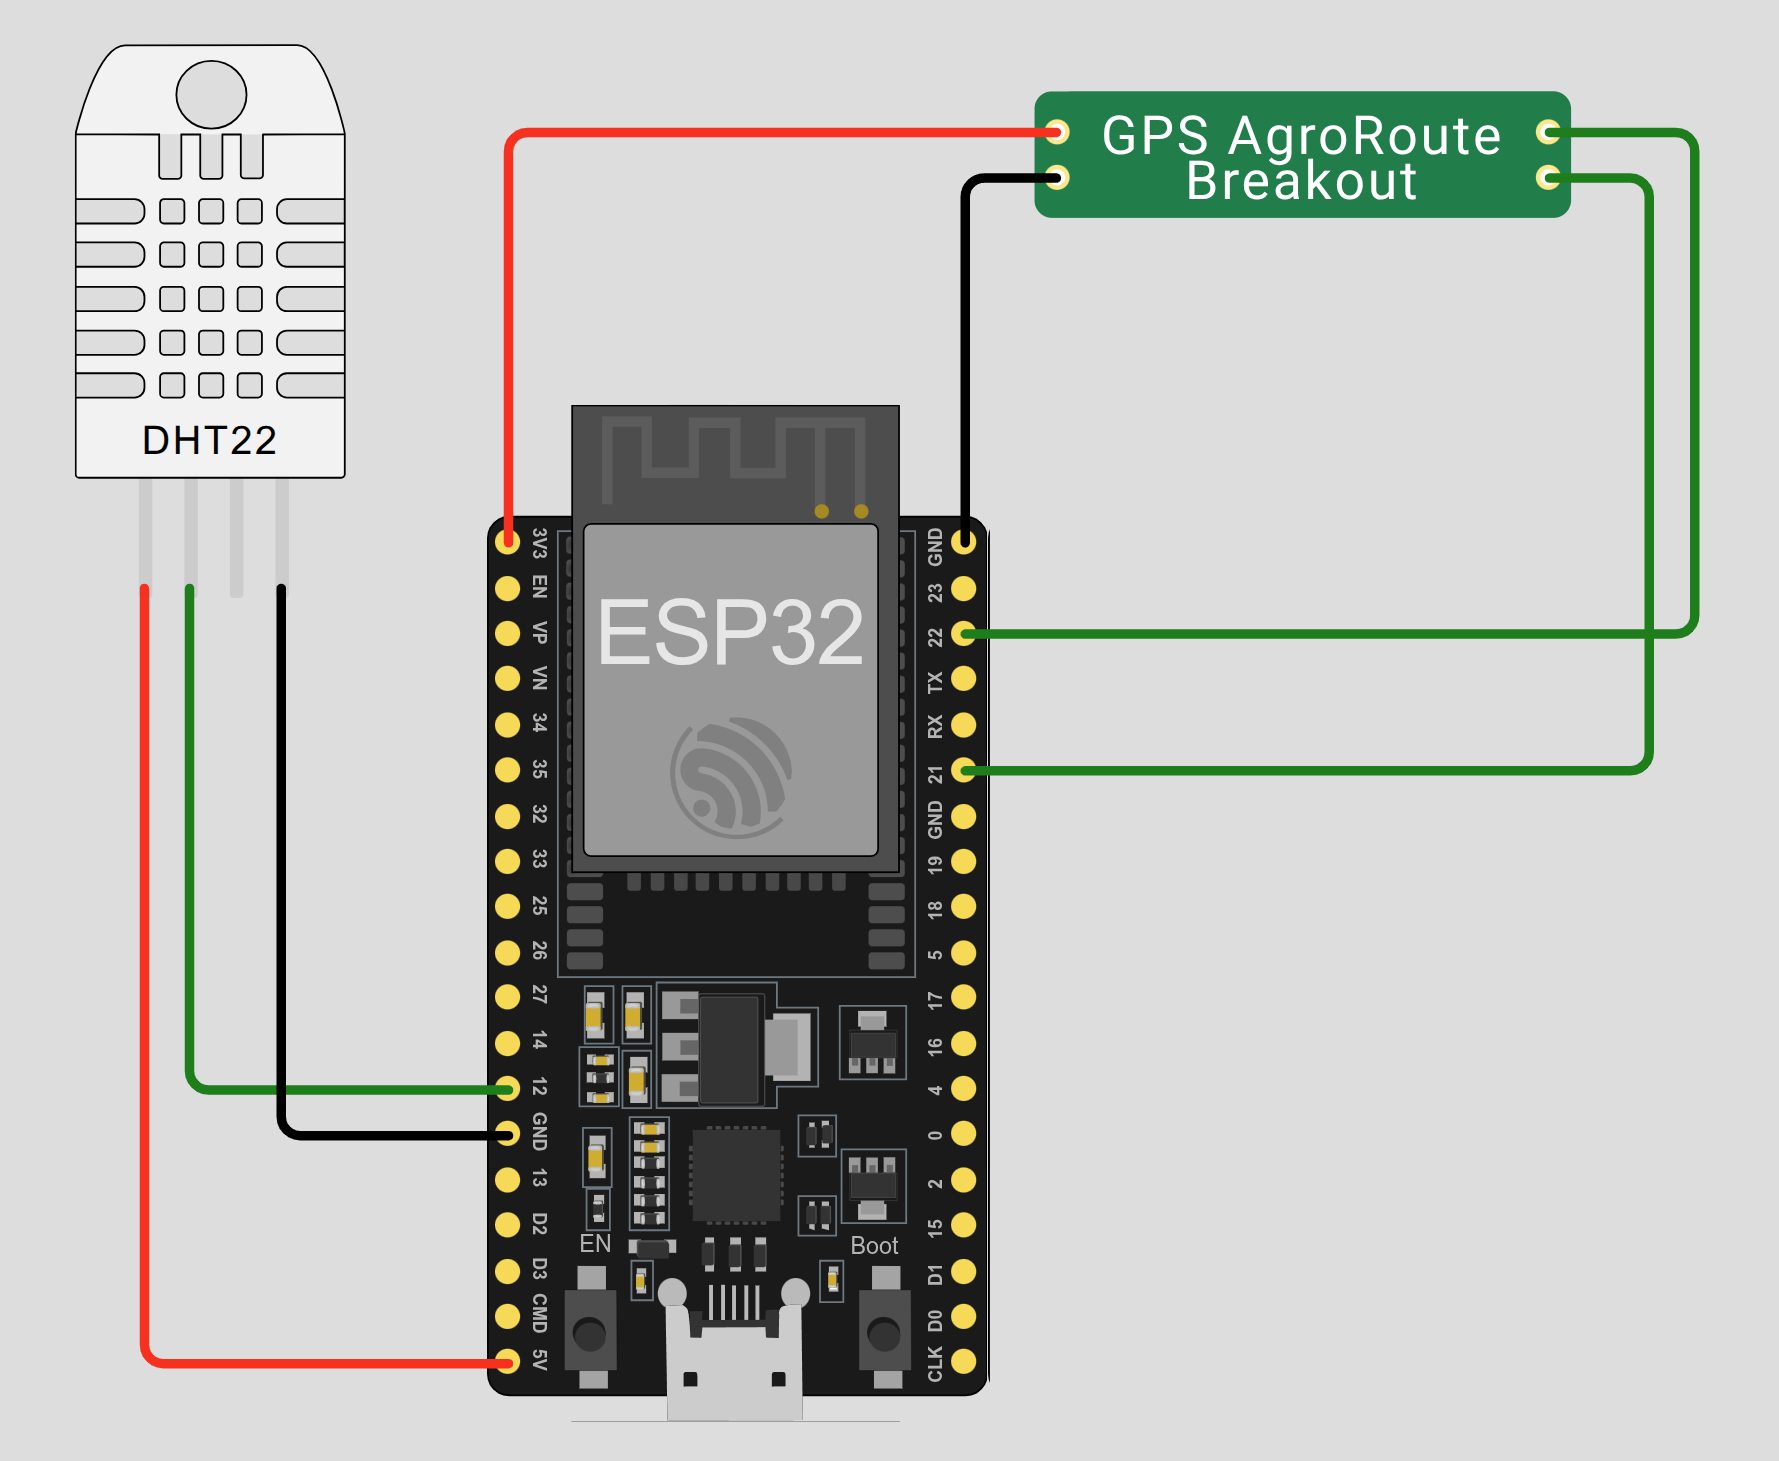 GPS AgroRoute
Breakout
DHT22
ESP32
3V3
EN
VP
VN
34
35
32
33
25
26
27
14
12
GND
13
D2
D3
CMD
5V
GND
23
22
TX
RX
21
GND
19
18
5
17
16
4
0
2
15
D1
D0
CLK
EN
Boot